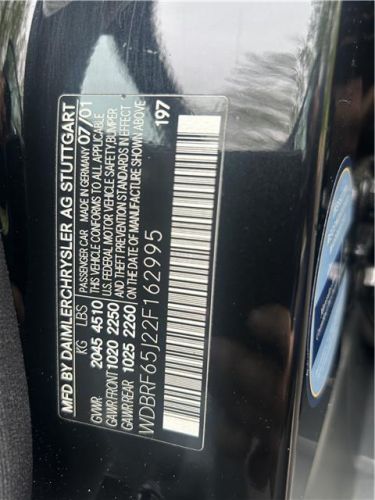 MFD BY DAIMLERCHRYSLER AG STUTTGART
KG LBS PASSENGER CAR MADE IN GERMANY 07/01
GVWR 2045 4510 THIS VEHICLE CONFORMS TO ALL APPLICABLE
U.S. FEDERAL MOTOR VEHICLE SAFETY/BUMPER
GAWR FRONT 1020 2250 /THEFT PREVENTION STANDARDS IN EFFECT
GAWR REAR 1025 2260 ON THE DATE OF MANUFACTURE SHOWN ABOVE
WDBRF65J22F162995
197